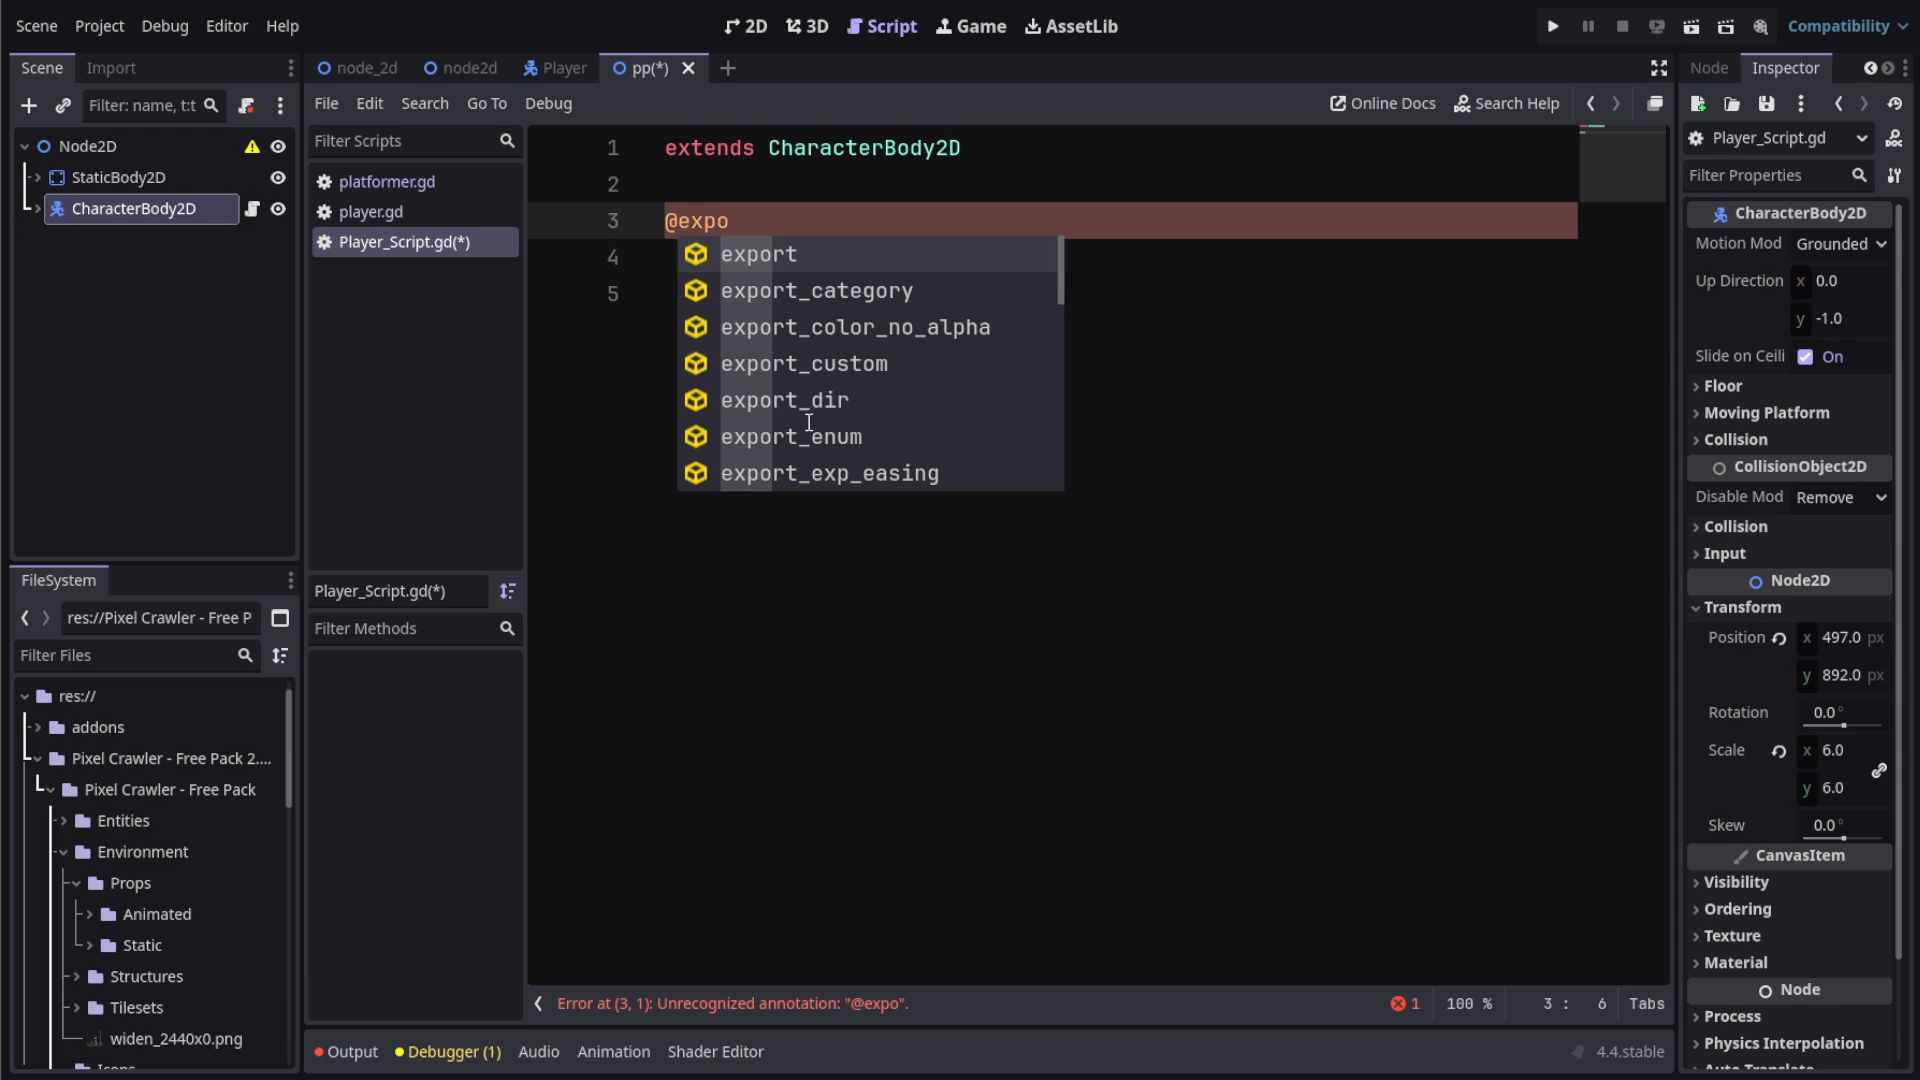 Scene Project Debug Editor Help
2D 3D Script Game AssetLib
Compatibility
Scene Import
node_2d node2d Player pp(*)
Node Inspector
Filter: name, t:t
File Edit Search Go To Debug
Online Docs Search Help
Node2D
StaticBody2D
CharacterBody2D
Filter Scripts
platformer.gd
player.gd
Player_Script.gd(*)
Player_Script.gd(*)
Filter Methods
1 extends CharacterBody2D
2
3 @expo
4
5
export
export_category
export_color_no_alpha
export_custom
export_dir
export_enum
export_exp_easing
Error at (3, 1): Unrecognized annotation: "@expo".
1 100 % 3 : 6 Tabs
Output Debugger (1) Audio Animation Shader Editor
4.4.stable
FileSystem
res://Pixel Crawler - Free P
Filter Files
res://
addons
Pixel Crawler - Free Pack 2....
Pixel Crawler - Free Pack
Entities
Environment
Props
Animated
Static
Structures
Tilesets
widen_2440x0.png
Icons
Player_Script.gd
DOC
Filter Properties
CharacterBody2D
Motion Mod Grounded
Up Direction x 0.0
y -1.0
Slide on Ceili On
Floor
Moving Platform
Collision
CollisionObject2D
Disable Mod Remove
Collision
Input
Node2D
Transform
Position x 497.0 px
y 892.0 px
Rotation 0.0 °
Scale x 6.0
y 6.0
Skew 0.0 °
CanvasItem
Visibility
Ordering
Texture
Material
Node
Process
Physics Interpolation
Auto Translate